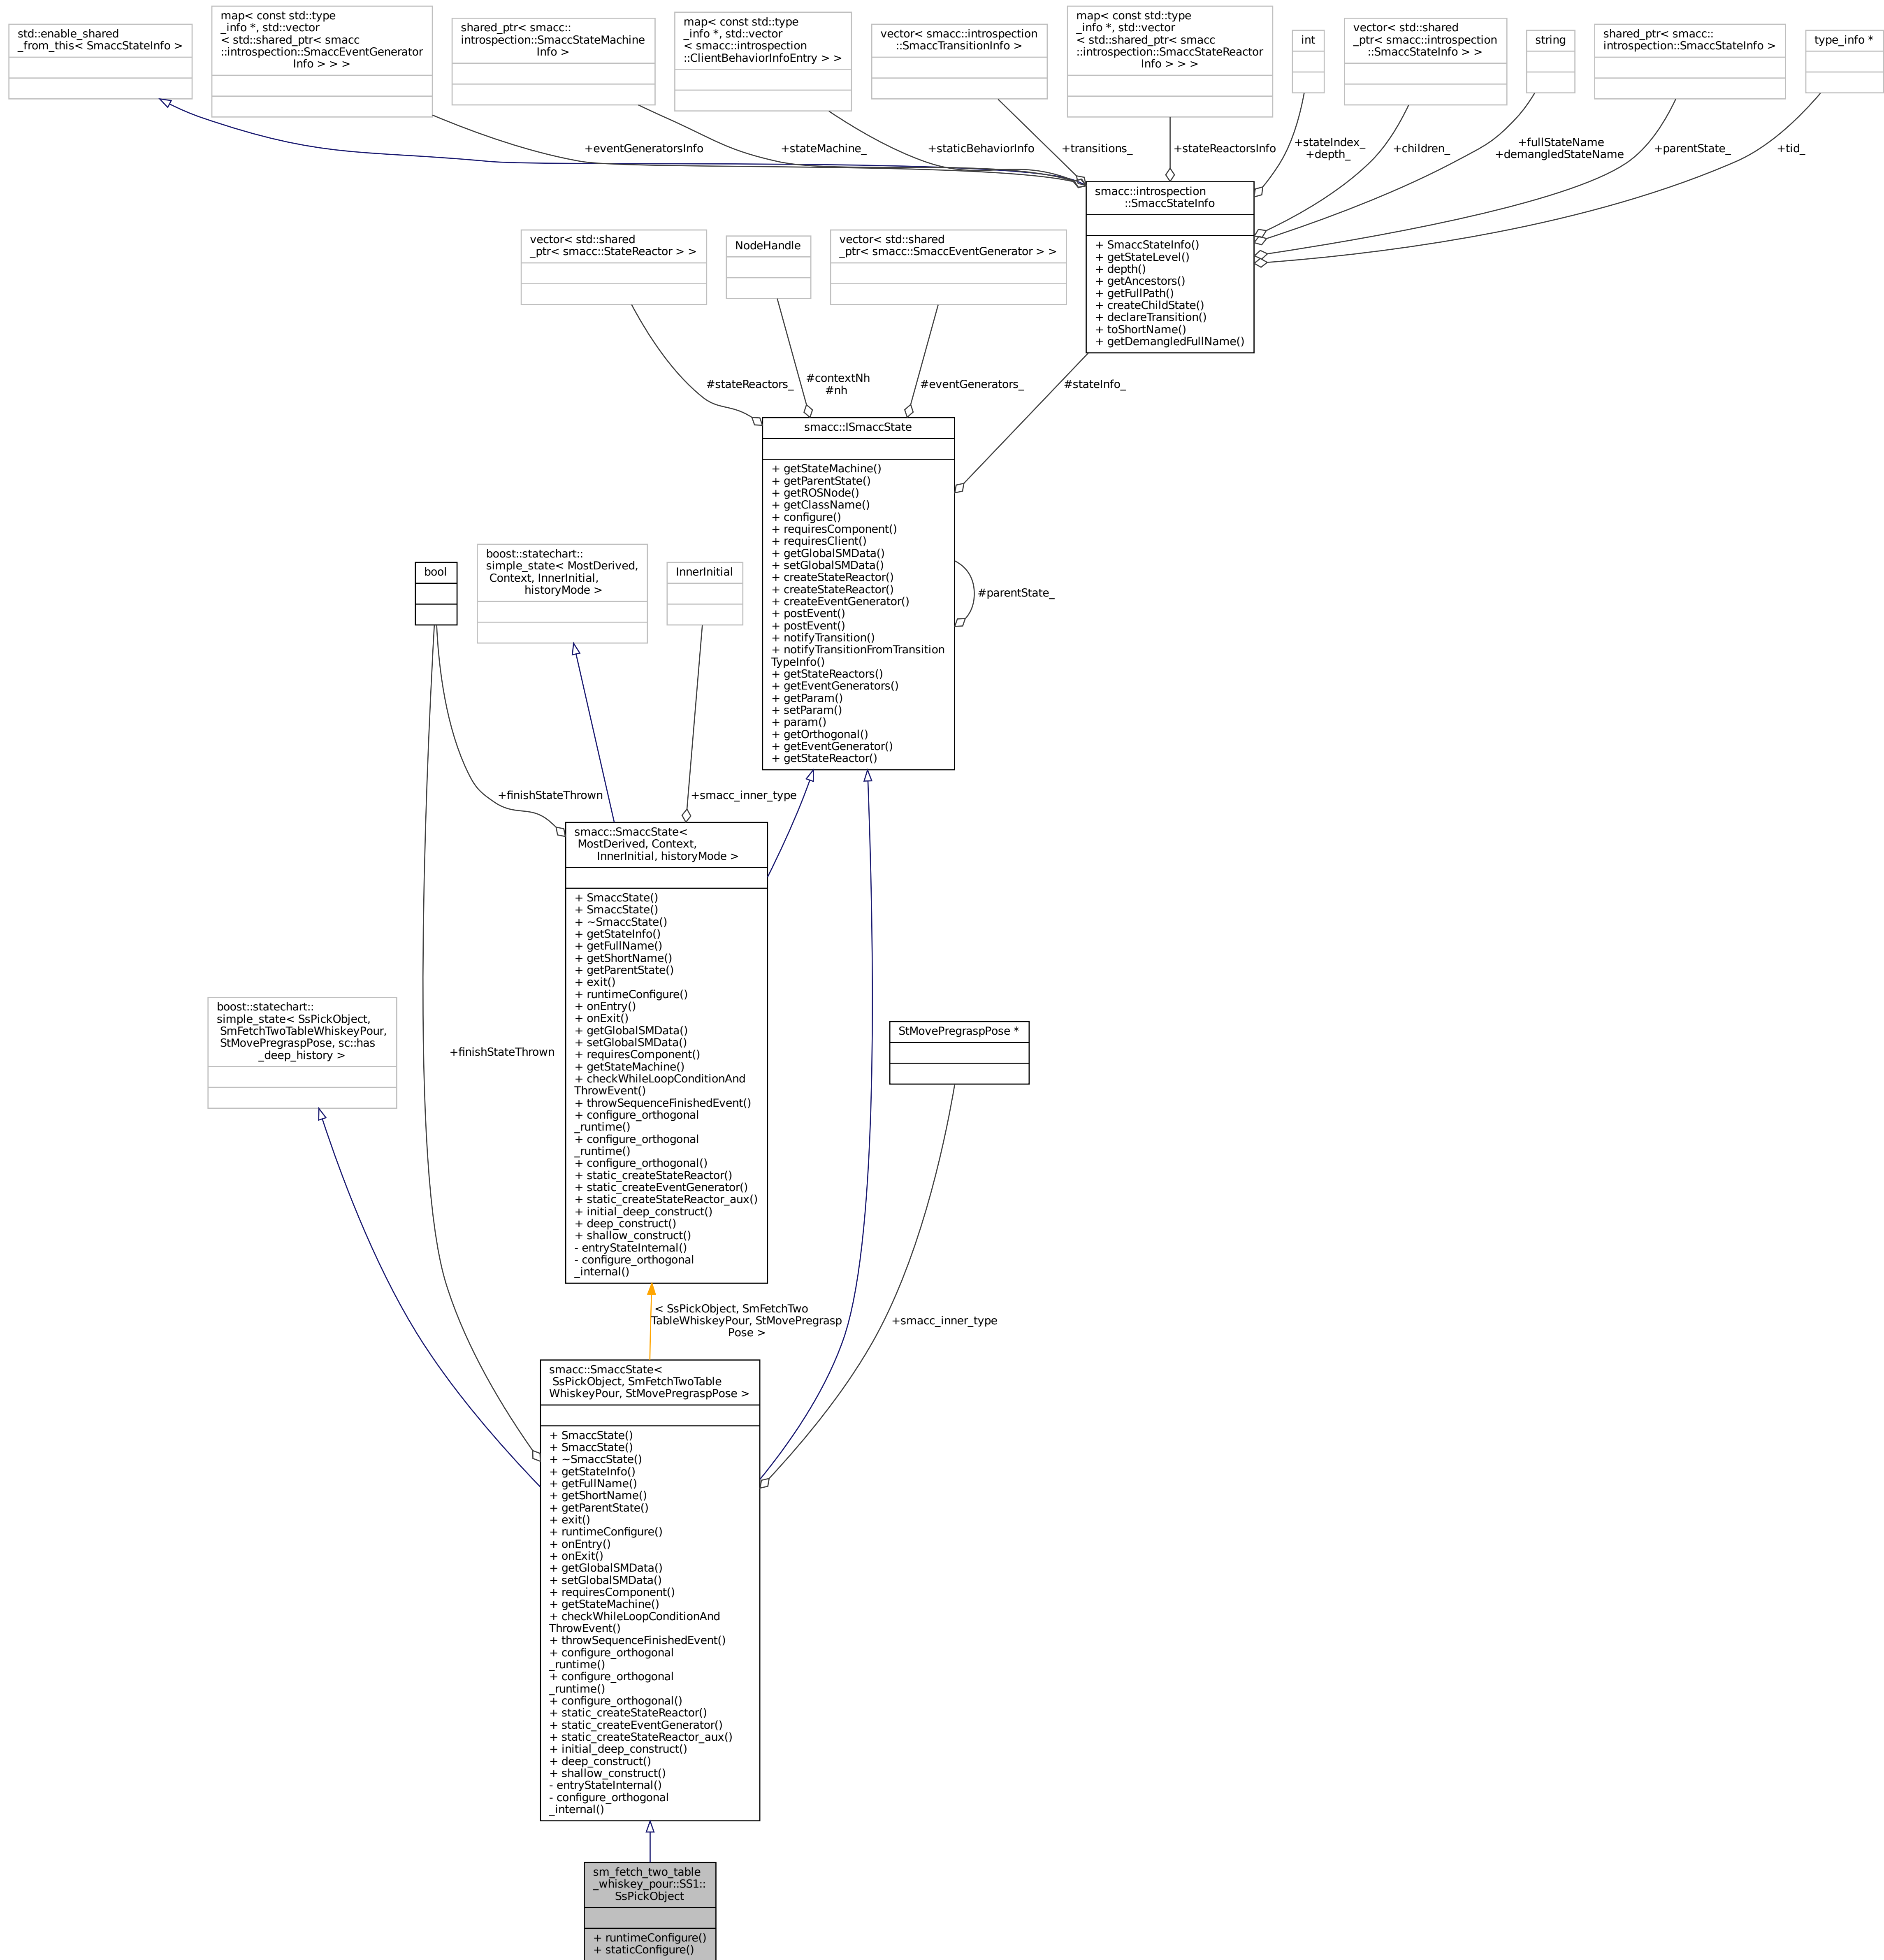 std::enable_shared
_from_this< SmaccStateInfo >
map< const std::type
_info *, std::vector
< std::shared_ptr< smacc
::introspection::SmaccEventGenerator
Info > > >
shared_ptr< smacc::
introspection::SmaccStateMachine
Info >
map< const std::type
_info *, std::vector
< smacc::introspection
::ClientBehaviorInfoEntry > >
vector< smacc::introspection
::SmaccTransitionInfo >
map< const std::type
_info *, std::vector
< std::shared_ptr< smacc
::introspection::SmaccStateReactor
Info > > >
int
vector< std::shared
_ptr< smacc::introspection
::SmaccStateInfo > >
string
shared_ptr< smacc::
introspection::SmaccStateInfo >
type_info *
+eventGeneratorsInfo
+stateMachine_
+staticBehaviorInfo
+transitions_
+stateReactorsInfo
+stateIndex_
+depth_
+children_
+fullStateName
+demangledStateName
+parentState_
+tid_
smacc::introspection
::SmaccStateInfo
+ SmaccStateInfo()
+ getStateLevel()
+ depth()
+ getAncestors()
+ getFullPath()
+ createChildState()
+ declareTransition()
+ toShortName()
+ getDemangledFullName()
vector< std::shared
_ptr< smacc::StateReactor > >
NodeHandle
vector< std::shared
_ptr< smacc::SmaccEventGenerator > >
#stateReactors_
#contextNh
#nh
#eventGenerators_
#stateInfo_
smacc::ISmaccState
+ getStateMachine()
+ getParentState()
+ getROSNode()
+ getClassName()
+ configure()
+ requiresComponent()
+ requiresClient()
+ getGlobalSMData()
+ setGlobalSMData()
+ createStateReactor()
+ createStateReactor()
+ createEventGenerator()
+ postEvent()
+ postEvent()
+ notifyTransition()
+ notifyTransitionFromTransition
TypeInfo()
+ getStateReactors()
+ getEventGenerators()
+ getParam()
+ setParam()
+ param()
+ getOrthogonal()
+ getEventGenerator()
+ getStateReactor()
#parentState_
bool
boost::statechart::
simple_state< MostDerived,
Context, InnerInitial,
historyMode >
InnerInitial
+finishStateThrown
+smacc_inner_type
smacc::SmaccState<
MostDerived, Context,
InnerInitial, historyMode >
+ SmaccState()
+ SmaccState()
+ ~SmaccState()
+ getStateInfo()
+ getFullName()
+ getShortName()
+ getParentState()
+ exit()
+ runtimeConfigure()
+ onEntry()
+ onExit()
+ getGlobalSMData()
+ setGlobalSMData()
+ requiresComponent()
+ getStateMachine()
+ checkWhileLoopConditionAnd
ThrowEvent()
+ throwSequenceFinishedEvent()
+ configure_orthogonal
_runtime()
+ configure_orthogonal
_runtime()
+ configure_orthogonal()
+ static_createStateReactor()
+ static_createEventGenerator()
+ static_createStateReactor_aux()
+ initial_deep_construct()
+ deep_construct()
+ shallow_construct()
- entryStateInternal()
- configure_orthogonal
_internal()
boost::statechart::
simple_state< SsPickObject,
SmFetchTwoTableWhiskeyPour,
StMovePregraspPose, sc::has
_deep_history >
+finishStateThrown
StMovePregraspPose *
< SsPickObject, SmFetchTwo
TableWhiskeyPour, StMovePregrasp
Pose >
+smacc_inner_type
smacc::SmaccState<
SsPickObject, SmFetchTwoTable
WhiskeyPour, StMovePregraspPose >
+ SmaccState()
+ SmaccState()
+ ~SmaccState()
+ getStateInfo()
+ getFullName()
+ getShortName()
+ getParentState()
+ exit()
+ runtimeConfigure()
+ onEntry()
+ onExit()
+ getGlobalSMData()
+ setGlobalSMData()
+ requiresComponent()
+ getStateMachine()
+ checkWhileLoopConditionAnd
ThrowEvent()
+ throwSequenceFinishedEvent()
+ configure_orthogonal
_runtime()
+ configure_orthogonal
_runtime()
+ configure_orthogonal()
+ static_createStateReactor()
+ static_createEventGenerator()
+ static_createStateReactor_aux()
+ initial_deep_construct()
+ deep_construct()
+ shallow_construct()
- entryStateInternal()
- configure_orthogonal
_internal()
sm_fetch_two_table
_whiskey_pour::SS1::
SsPickObject
+ runtimeConfigure()
+ staticConfigure()